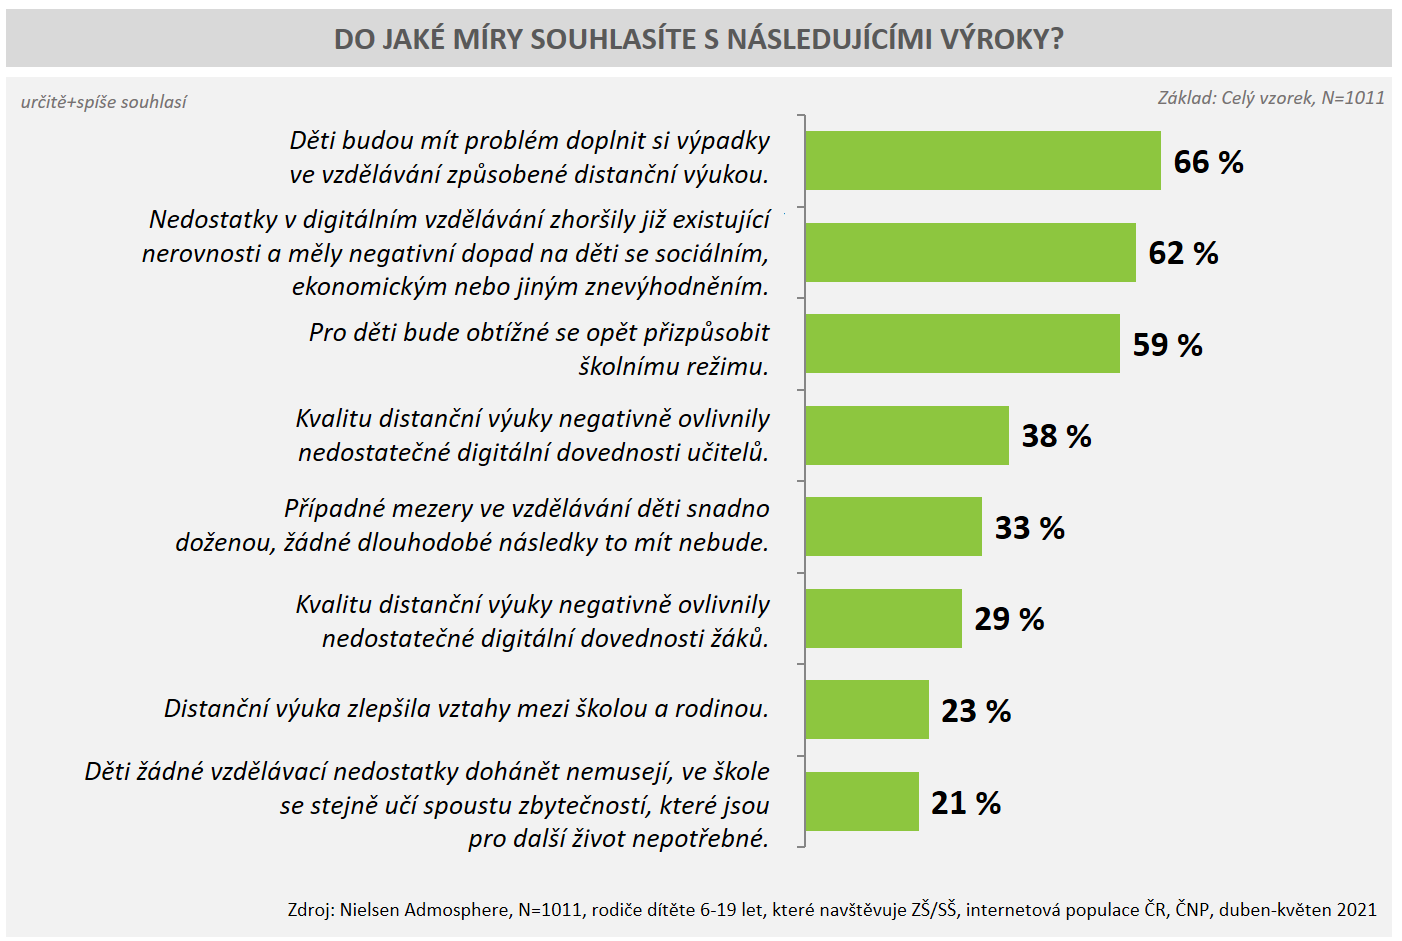 DO JAKÉ MÍRY SOUHLASÍTE S NÁSLEDUJÍCÍMI VÝROKY?
určitě+spíše souhlasí
Základ: Celý vzorek, N=1011
Děti budou mít problém doplnit si výpadky
ve vzdělávání způsobené distanční výukou.
66 %
Nedostatky v digitálním vzdělávání zhoršily již existující
nerovnosti a měly negativní dopad na děti se sociálním,
ekonomickým nebo jiným znevýhodněním.
62 %
Pro děti bude obtížné se opět přizpůsobit
školnímu režimu.
59 %
Kvalitu distanční výuky negativně ovlivnily
nedostatečné digitální dovednosti učitelů.
38 %
Případné mezery ve vzdělávání děti snadno
doženou, žádné dlouhodobé následky to mít nebude.
33 %
Kvalitu distanční výuky negativně ovlivnily
nedostatečné digitální dovednosti žáků.
29 %
Distanční výuka zlepšila vztahy mezi školou a rodinou.
23 %
Děti žádné vzdělávací nedostatky dohánět nemusejí, ve škole
se stejně učí spoustu zbytečností, které jsou
pro další život nepotřebné.
21 %
Zdroj: Nielsen Admosphere, N=1011, rodiče dítěte 6-19 let, které navštěvuje ZŠ/SŠ, internetová populace ČR, ČNP, duben-květen 2021